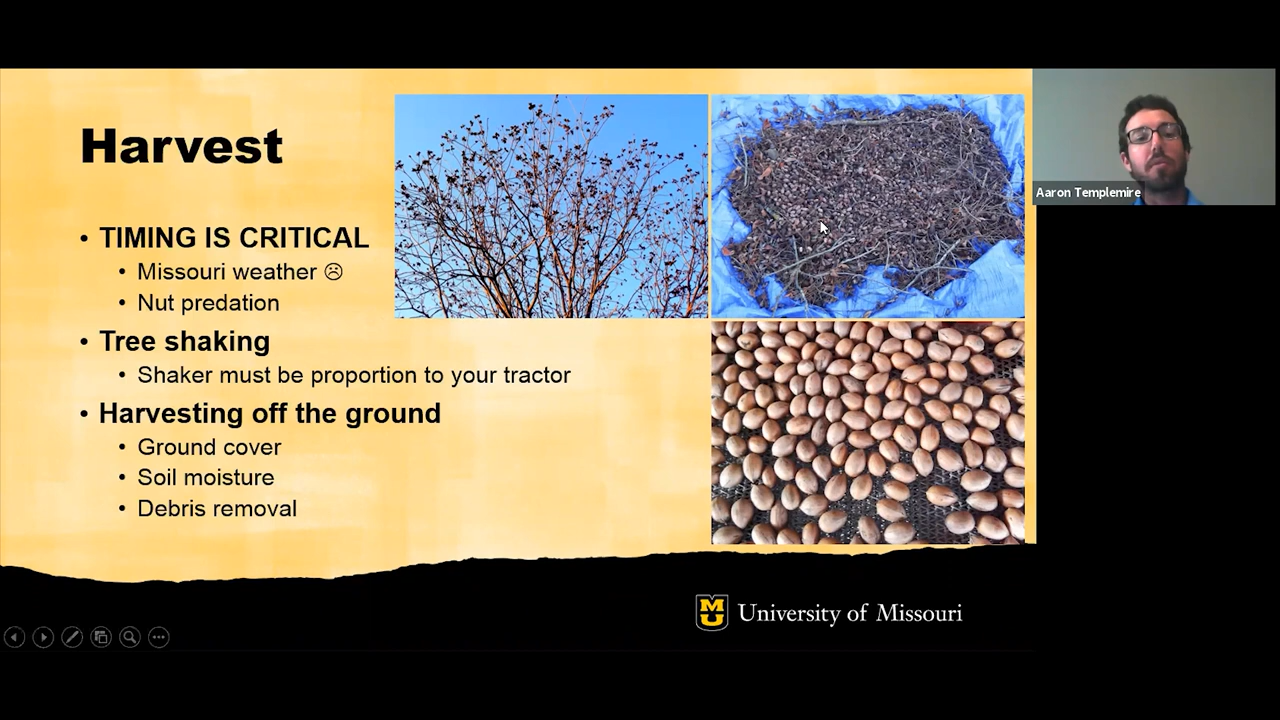 Harvest
• TIMING IS CRITICAL
• Missouri weather ☹
• Nut predation
• Tree shaking
• Shaker must be proportion to your tractor
• Harvesting off the ground
• Ground cover
• Soil moisture
• Debris removal
Aaron Templemire
MU University of Missouri